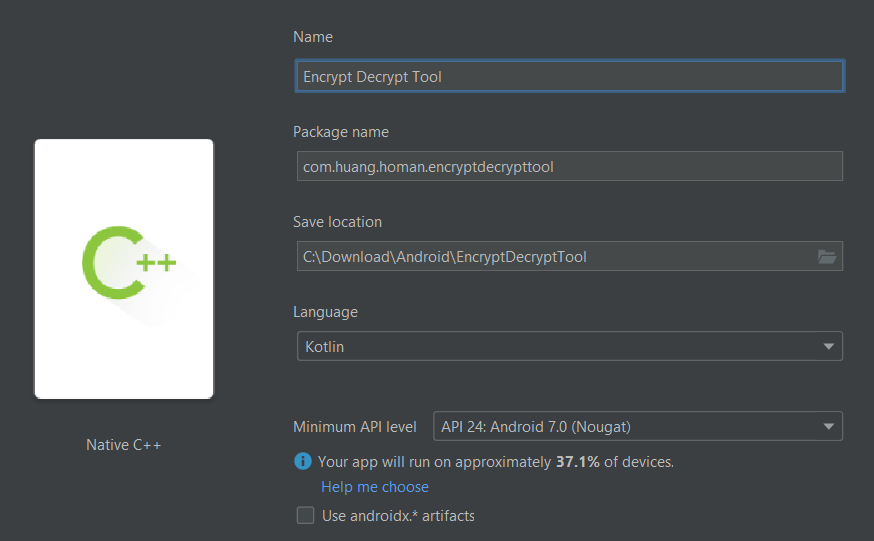 Name
Encrypt Decrypt Tool
Package name
com.huang.homan.encryptdecrypttool
Save location
C:\Download\Android\EncryptDecryptTool
Language
Kotlin
C++
Native C++
Minimum API level API 24: Android 7.0 (Nougat)
i Your app will run on approximately 37.1% of devices.
Help me choose
Use androidx.* artifacts